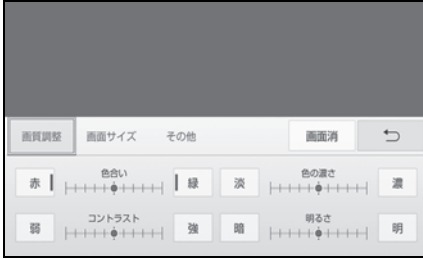 画質調整 画面サイズ その他 画面消
赤 色合い 緑 淡 色の濃さ 濃
弱 コントラスト 強 暗 明るさ 明